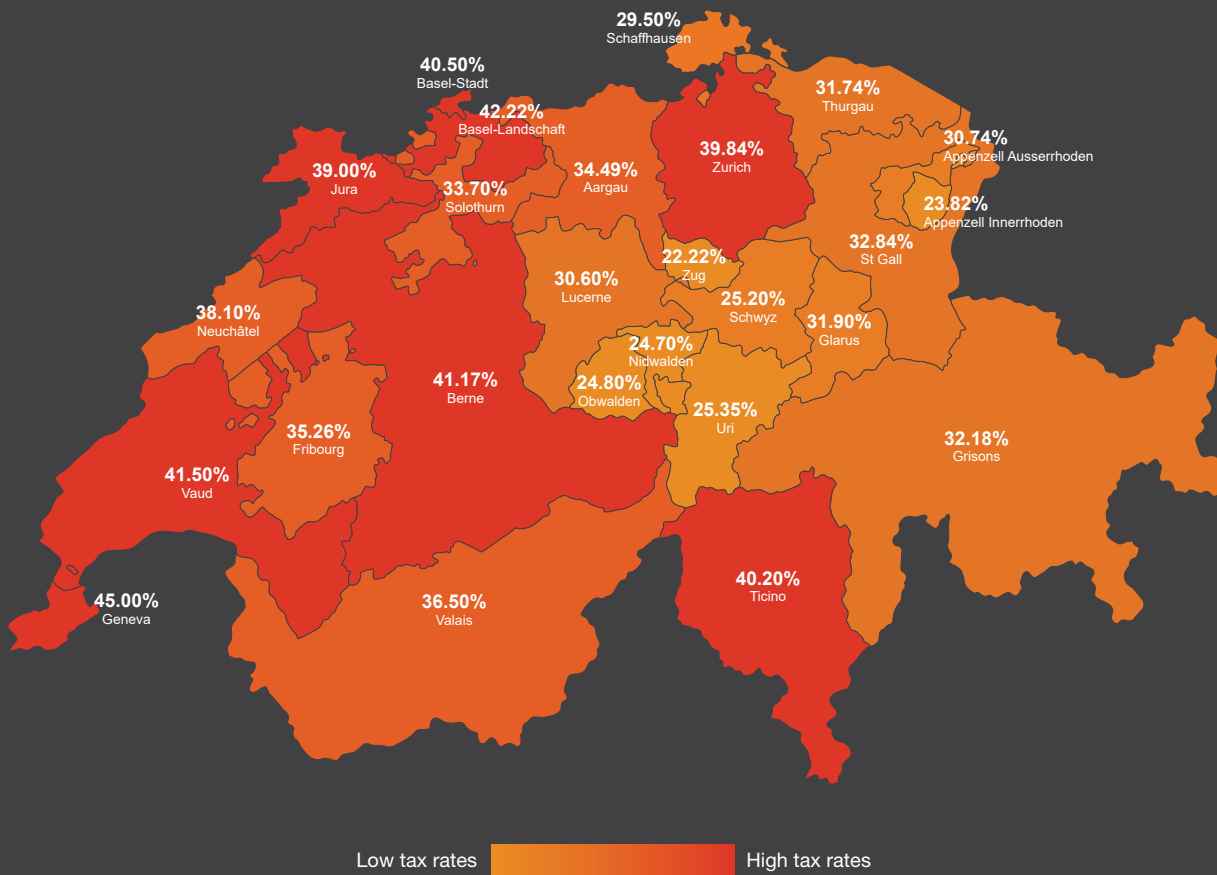 29.50%
Schaffhausen
40.50%
Basel-Stadt
42.22%
Basel-Landschaft
31.74%
Thurgau
30.74%
Appenzell Ausserrhoden
39.84%
Zurich
39.00%
Jura
33.70%
Solothurn
34.49%
Aargau
23.82%
Appenzell Innerrhoden
32.84%
St Gall
22.22%
Zug
30.60%
Lucerne
25.20%
Schwyz
38.10%
Neuchâtel
31.90%
Glarus
24.70%
Nidwalden
41.17%
Berne
24.80%
Obwalden
25.35%
Uri
35.26%
Fribourg
32.18%
Grisons
41.50%
Vaud
40.20%
Ticino
45.00%
Geneva
36.50%
Valais
Low tax rates
High tax rates